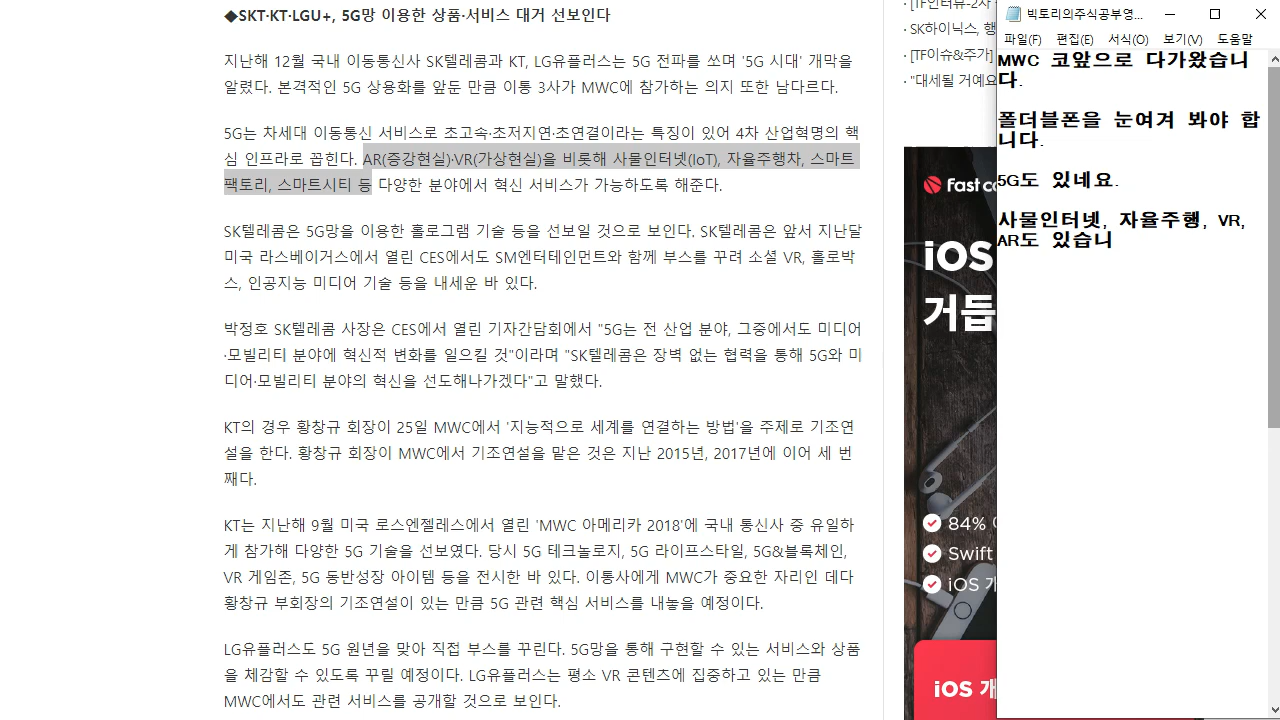 ◆SKT·KT·LGU+, 5G망 이용한 상품·서비스 대거 선보인다
지난해 12월 국내 이동통신사 SK텔레콤과 KT, LG유플러스는 5G 전파를 쏘며 '5G 시대' 개막을
알렸다. 본격적인 5G 상용화를 앞둔 만큼 이통 3사가 MWC에 참가하는 의지 또한 남다르다.
5G는 차세대 이동통신 서비스로 초고속·초저지연·초연결이라는 특징이 있어 4차 산업혁명의 핵
심 인프라로 꼽힌다. AR(증강현실)·VR(가상현실)을 비롯해 사물인터넷(IoT), 자율주행차, 스마트
팩토리, 스마트시티 등 다양한 분야에서 혁신 서비스가 가능하도록 해준다.
SK텔레콤은 5G망을 이용한 홀로그램 기술 등을 선보일 것으로 보인다. SK텔레콤은 앞서 지난달
미국 라스베이거스에서 열린 CES에서도 SM엔터테인먼트와 함께 부스를 꾸려 소셜 VR, 홀로박
스, 인공지능 미디어 기술 등을 내세운 바 있다.
박정호 SK텔레콤 사장은 CES에서 열린 기자간담회에서 "5G는 전 산업 분야, 그중에서도 미디어
·모빌리티 분야에 혁신적 변화를 일으킬 것"이라며 "SK텔레콤은 장벽 없는 협력을 통해 5G와 미
디어·모빌리티 분야의 혁신을 선도해나가겠다"고 말했다.
KT의 경우 황창규 회장이 25일 MWC에서 '지능적으로 세계를 연결하는 방법'을 주제로 기조연
설을 한다. 황창규 회장이 MWC에서 기조연설을 맡은 것은 지난 2015년, 2017년에 이어 세 번
째다.
KT는 지난해 9월 미국 로스엔젤레스에서 열린 'MWC 아메리카 2018'에 국내 통신사 중 유일하
게 참가해 다양한 5G 기술을 선보였다. 당시 5G 테크놀로지, 5G 라이프스타일, 5G&블록체인,
VR 게임존, 5G 동반성장 아이템 등을 전시한 바 있다. 이통사에게 MWC가 중요한 자리인 데다
황창규 부회장의 기조연설이 있는 만큼 5G 관련 핵심 서비스를 내놓을 예정이다.
LG유플러스도 5G 원년을 맞아 직접 부스를 꾸린다. 5G망을 통해 구현할 수 있는 서비스와 상품
을 체감할 수 있도록 꾸밀 예정이다. LG유플러스는 평소 VR 콘텐츠에 집중하고 있는 만큼
MWC에서도 관련 서비스를 공개할 것으로 보인다.
· [TF인터뷰-2차
· SK하이닉스, 행
· [TF이슈&주가]
· "대세될 거예요
fast c
iOS
거듭
84%
Swift
iOS 개
iOS 개
빅토리의주식공부영...
파일(F) 편집(E) 서식(O) 보기(V) 도움말
MWC 코앞으로 다가왔습니
다.
폴더블폰을 눈여겨 봐야 합
니다.
5G도 있네요.
사물인터넷, 자율주행, VR,
AR도 있습니